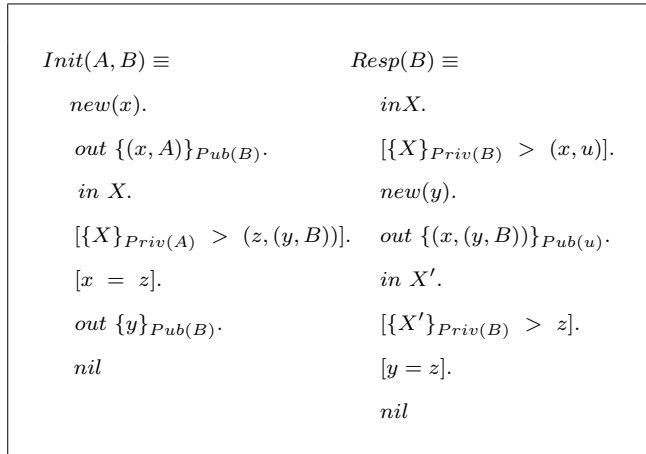 Init(A, B) ≡
new(x).
out {(x, A)}_{Pub(B)}.
in X.
[{X}_{Priv(A)} > (z, (y, B))].
[x = z].
out {y}_{Pub(B)}.
nil
Resp(B) ≡
inX.
[{X}_{Priv(B)} > (x, u)].
new(y).
out {(x, (y, B))}_{Pub(u)}.
in X′.
[{X′}_{Priv(B)} > z].
[y = z].
nil